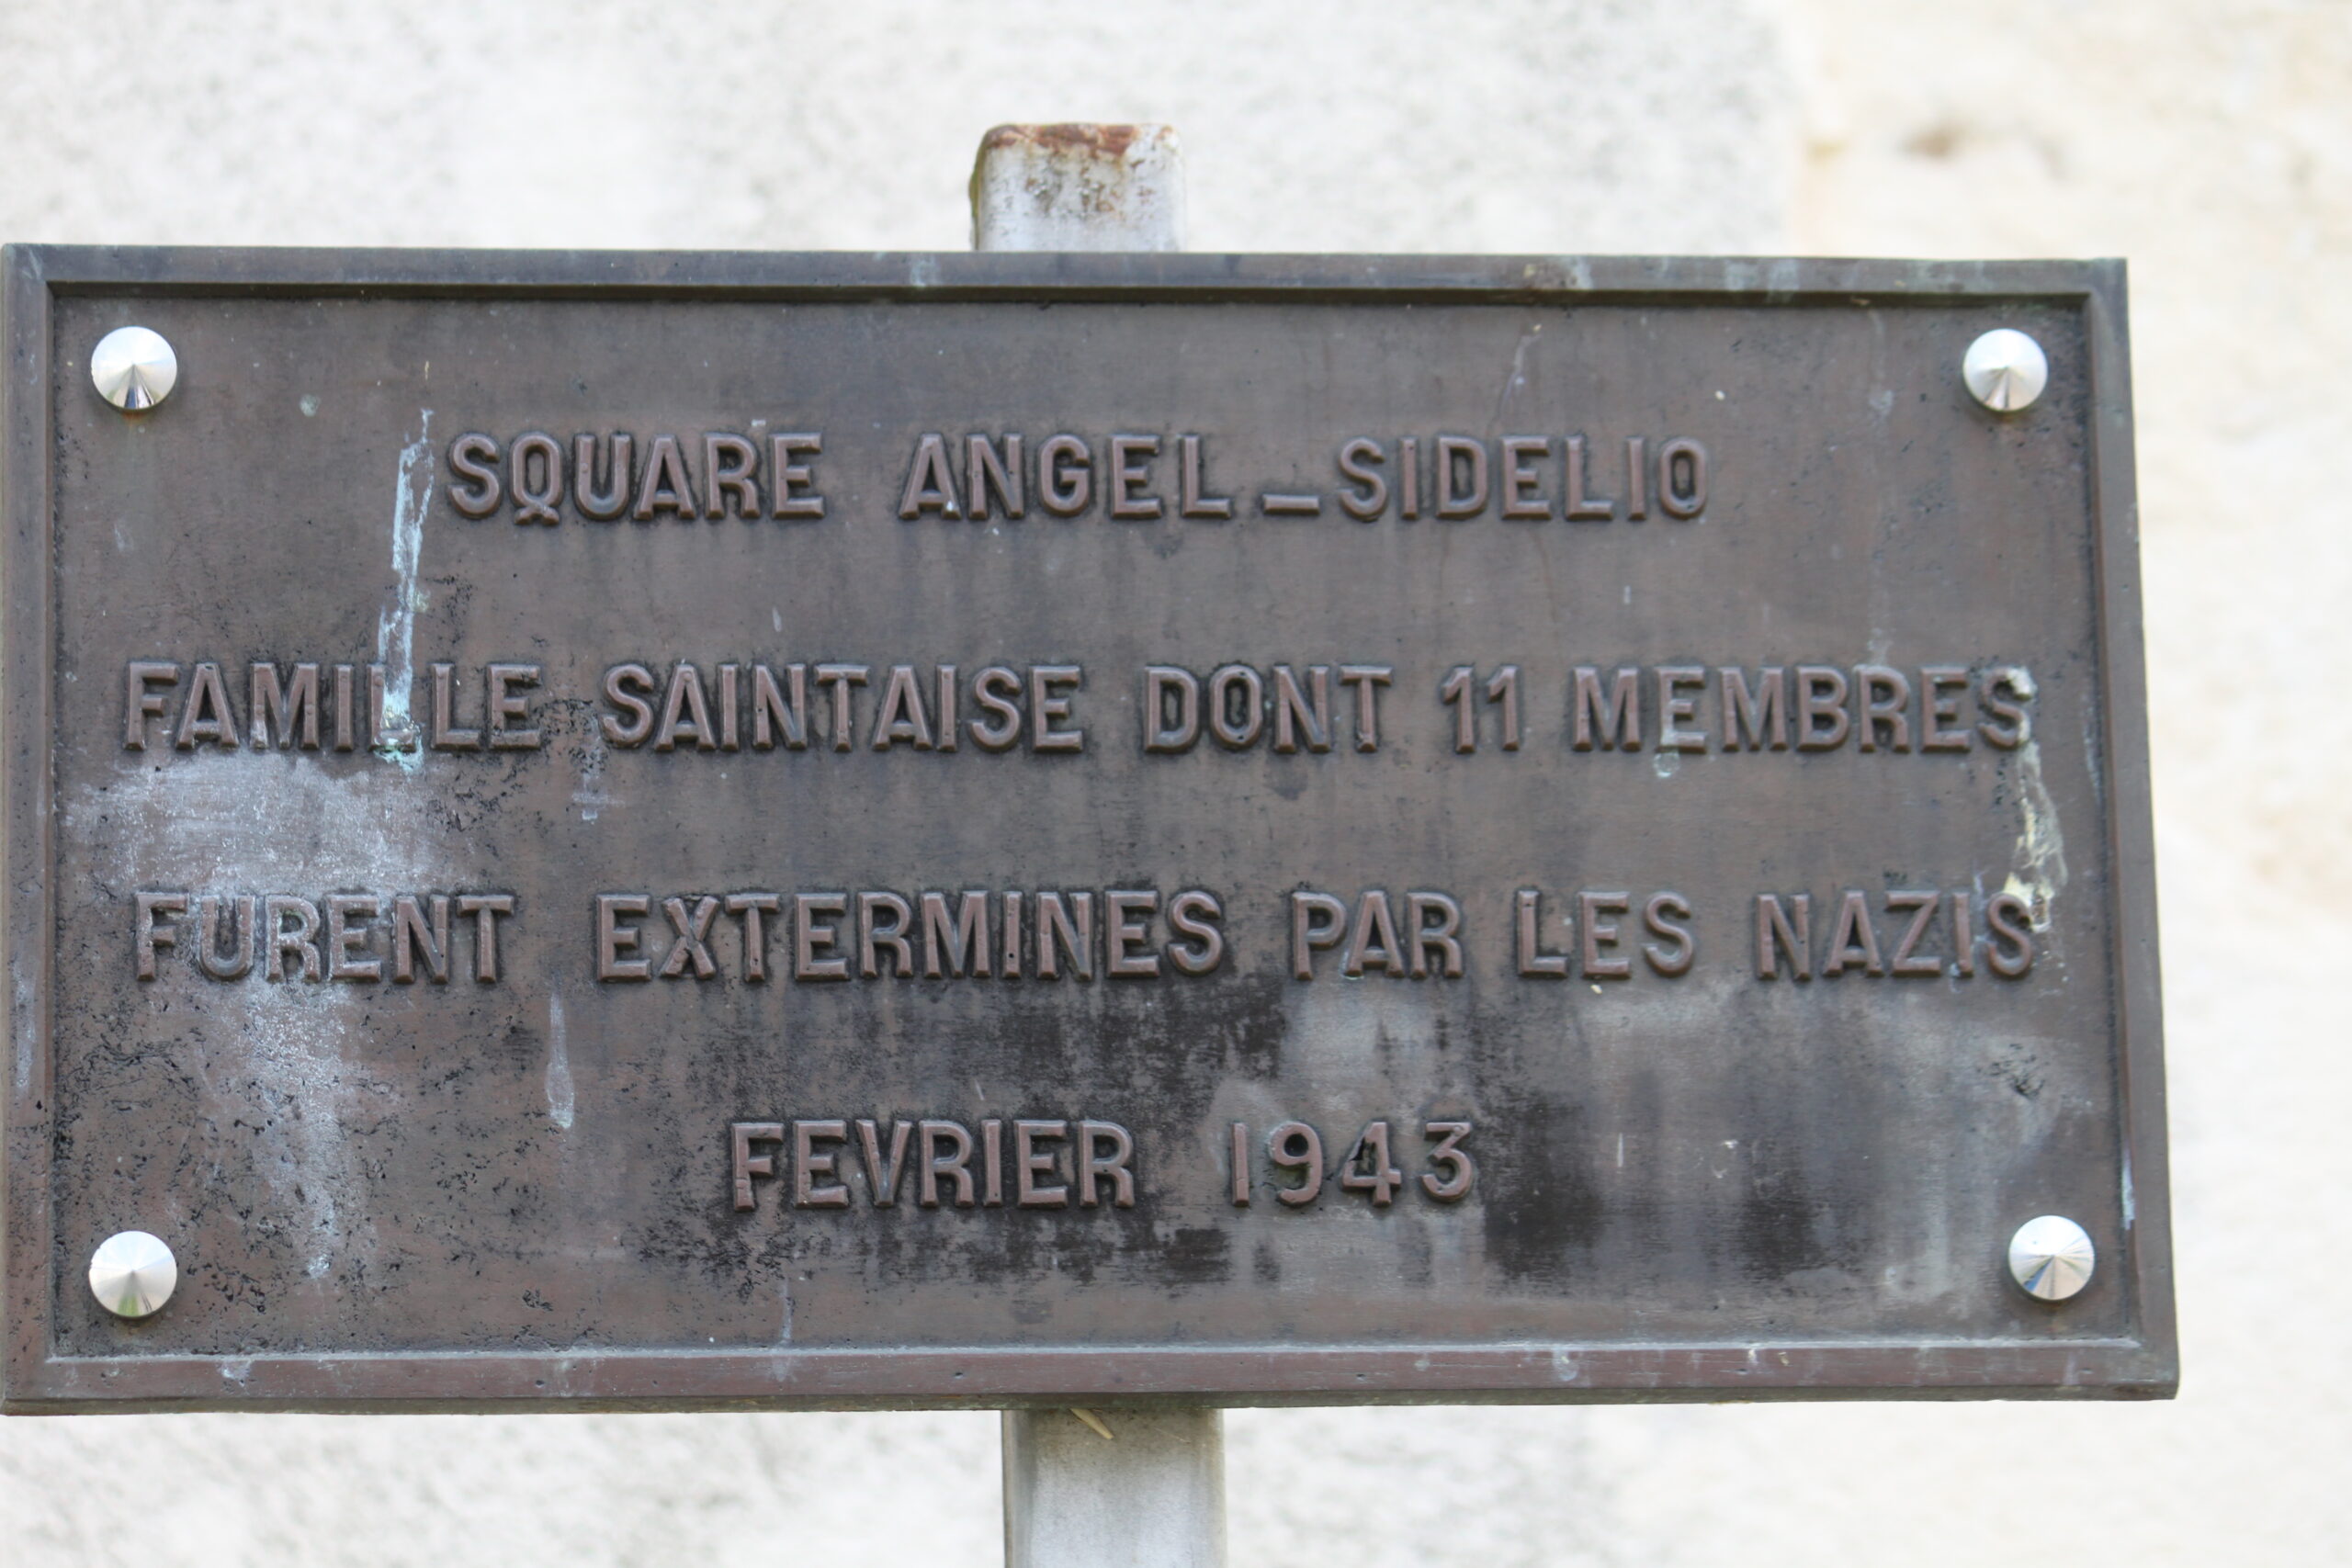 SQUARE ANGEL_SIDELIO
FAMILLE SAINTAISE DONT 11 MEMBRES
FURENT EXTERMINES PAR LES NAZIS
FEVRIER 1943